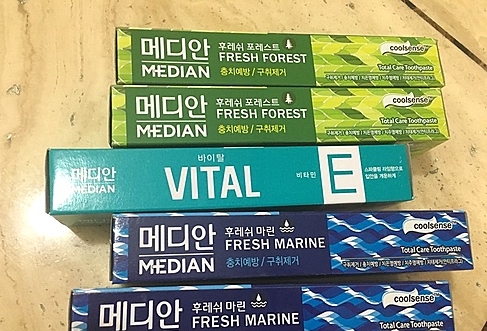 메디안
MEDIAN
후레쉬 포레스트
FRESH FOREST
충치예방 / 구취제거
coolsense
Total Care Toothpaste
메디안
MEDIAN
후레쉬 포레스트
FRESH FOREST
충치예방 / 구취제거
coolsense
Total Care Toothpaste
메디안
MEDIAN
바이탈
VITAL
비타민
E
메디안
MEDIAN
후레쉬 마린
FRESH MARINE
충치예방 / 구취제거
coolsense
Total Care Toothpaste
메디안
후레쉬 마린
FRESH MARINE
coolsense
Total Care Toothpaste